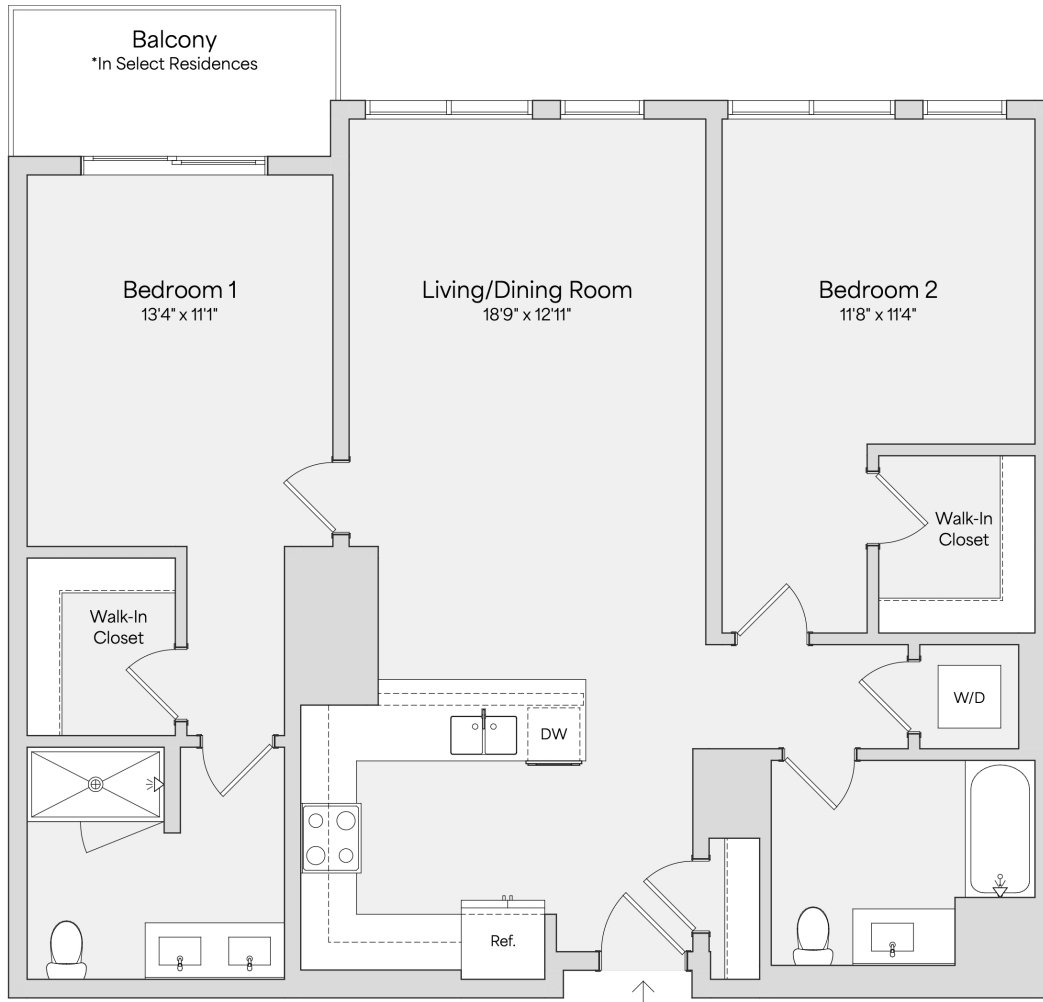 Balcony
*In Select Residences
Bedroom 1
13'4" x 11'1"
Living/Dining Room
18'9" x 12'11"
Bedroom 2
11'8" x 11'4"
Walk-In
Closet
Walk-In
Closet
W/D
DW
Ref.